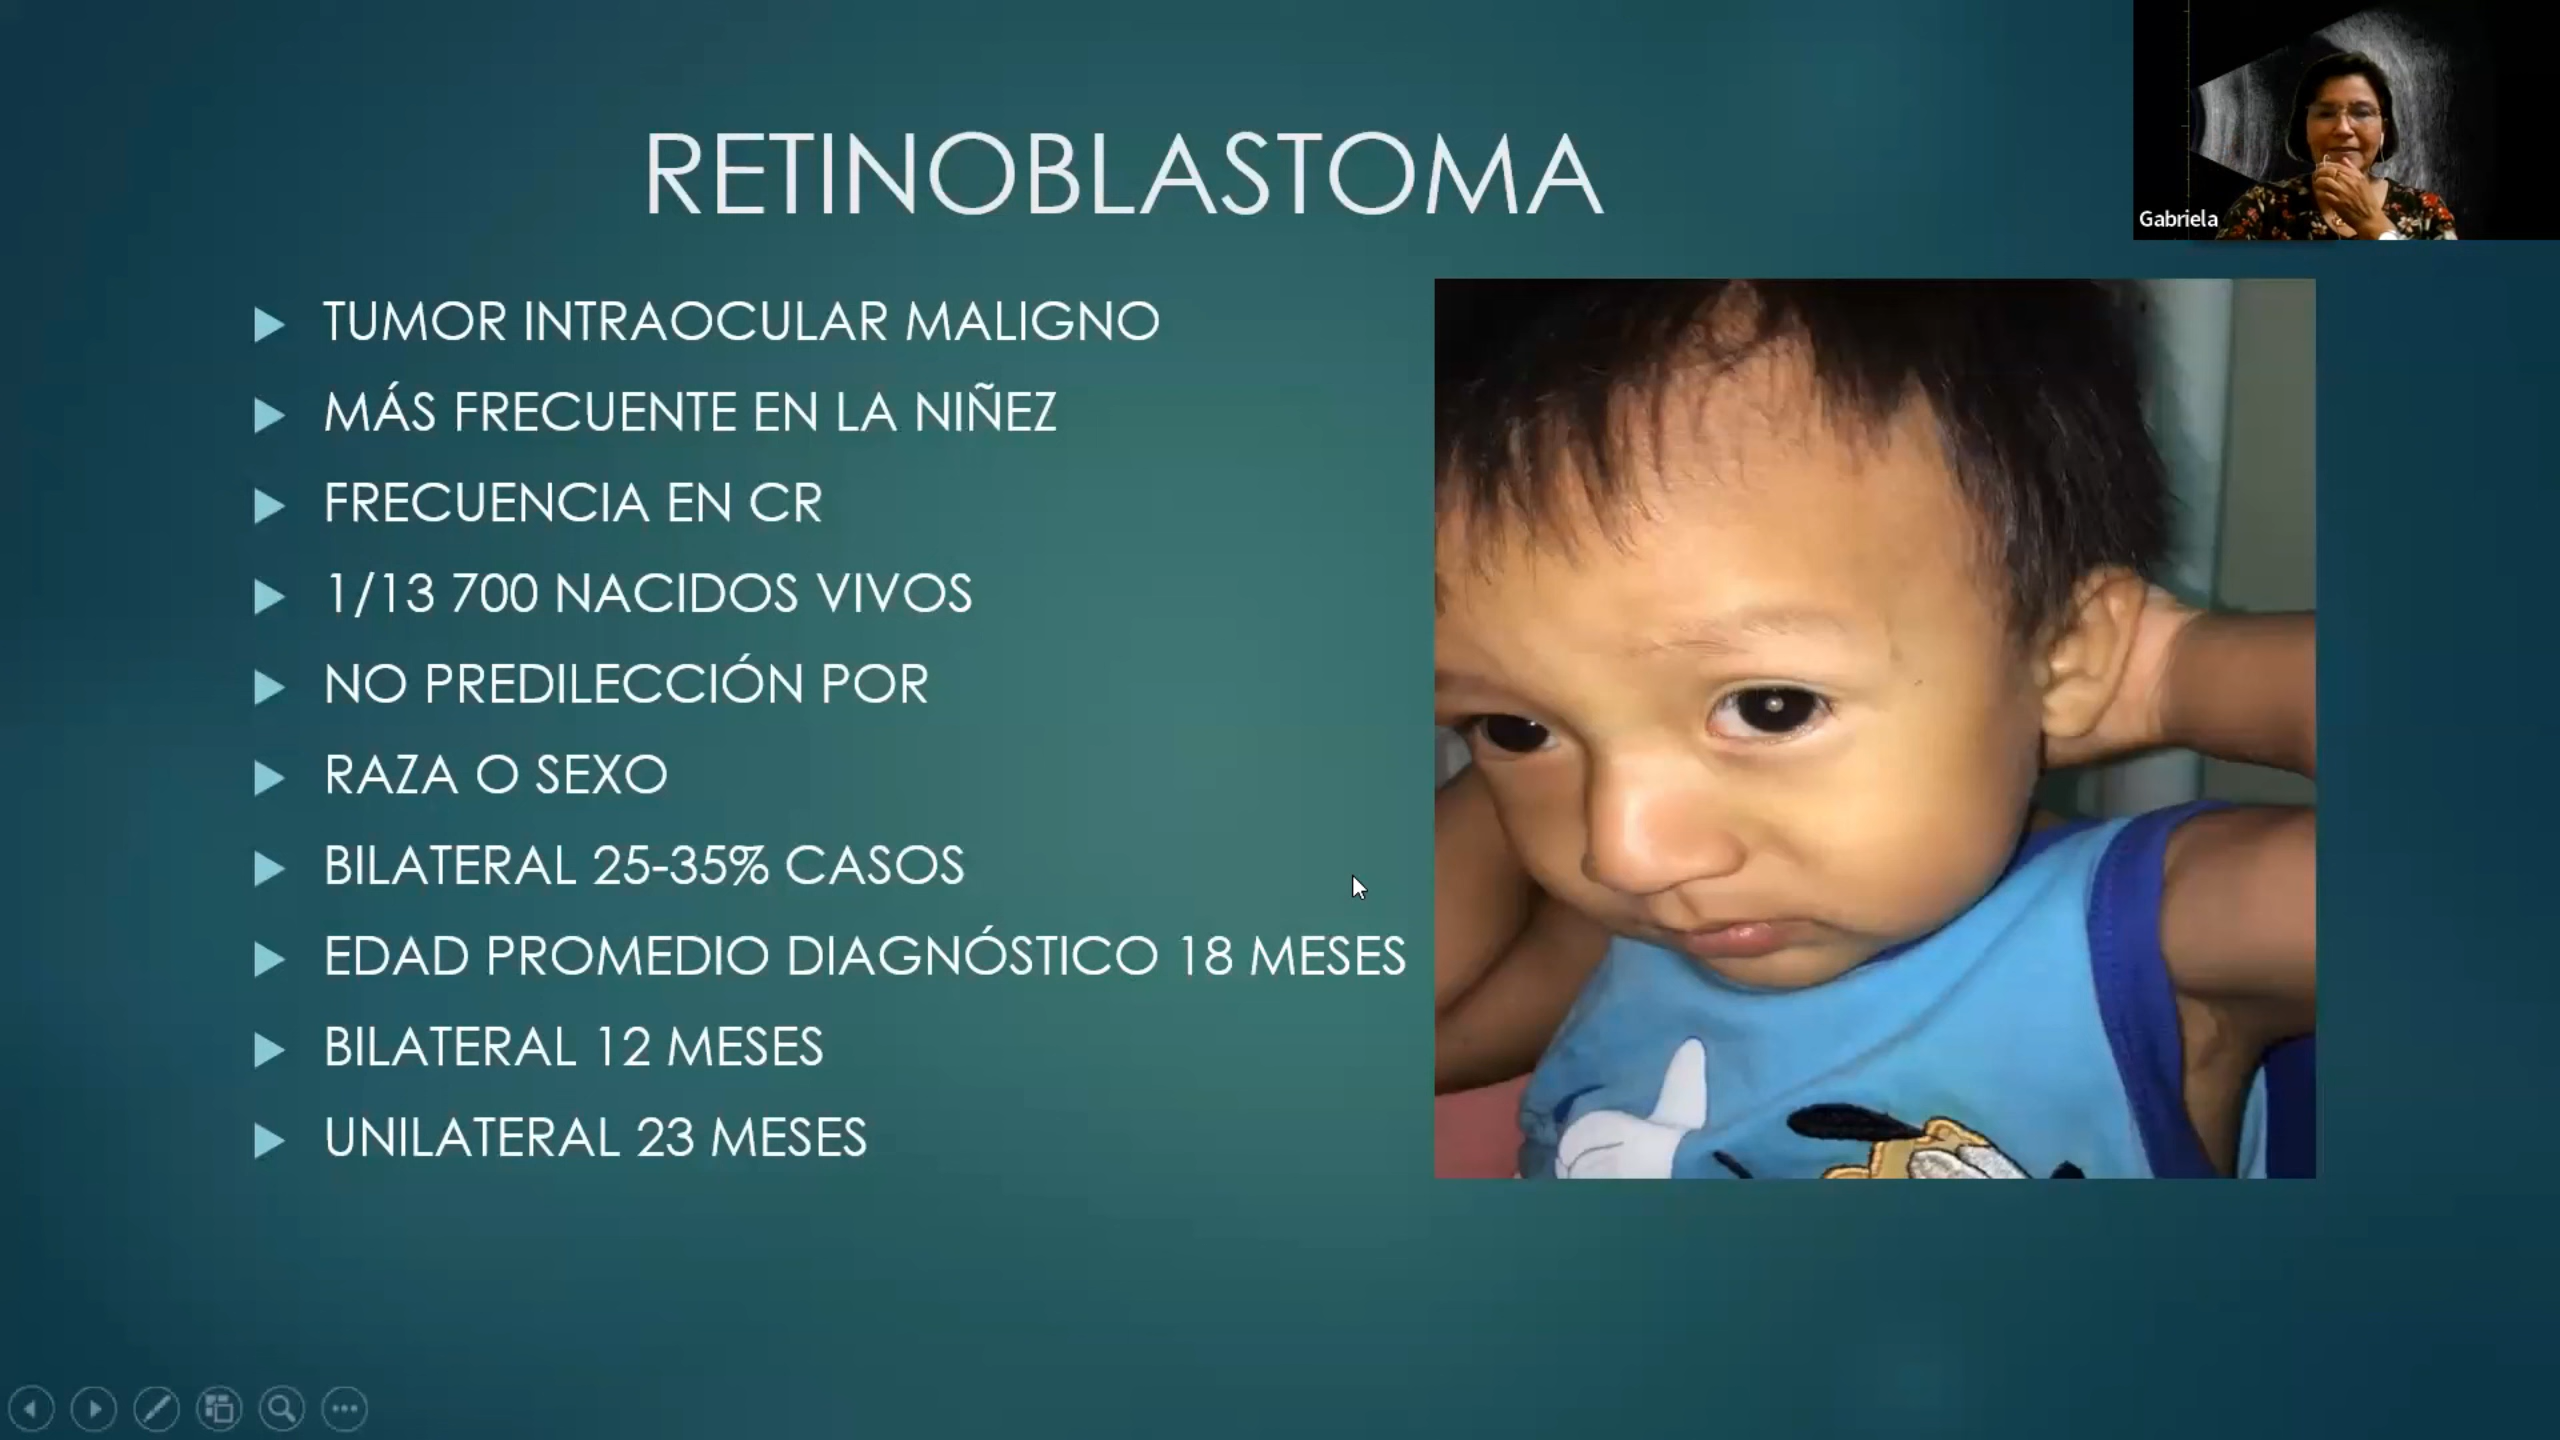 RETINOBLASTOMA
Gabriela
TUMOR INTRAOCULAR MALIGNO
MÁS FRECUENTE EN LA NIÑEZ
FRECUENCIA EN CR
1/13 700 NACIDOS VIVOS
NO PREDILECCIÓN POR
RAZA O SEXO
BILATERAL 25-35% CASOS
EDAD PROMEDIO DIAGNÓSTICO 18 MESES
BILATERAL 12 MESES
UNILATERAL 23 MESES